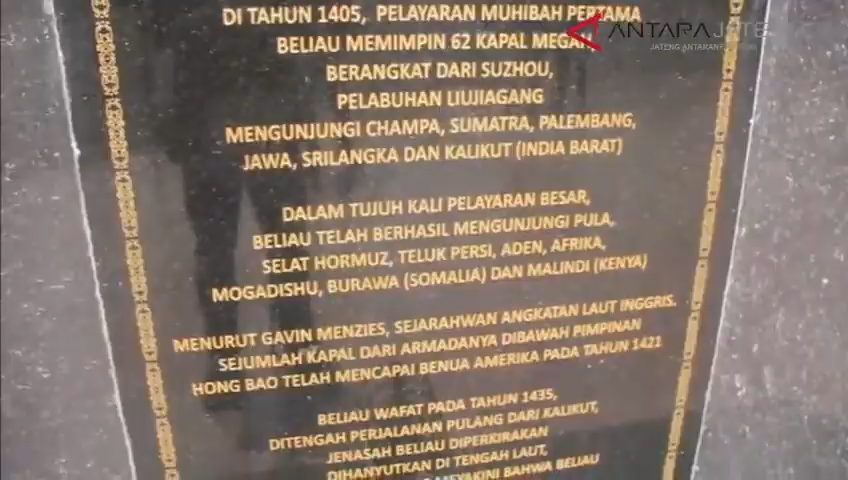 DI TAHUN 1405, PELAYARAN MUHIBAH PERTAMA
BELIAU MEMIMPIN 62 KAPAL MEGAH
BERANGKAT DARI SUZHOU,
PELABUHAN LIUJIAGANG
MENGUNJUNGI CHAMPA, SUMATRA, PALEMBANG,
JAWA, SRILANGKA DAN KALIKUT (INDIA BARAT)
DALAM TUJUH KALI PELAYARAN BESAR,
BELIAU TELAH BERHASIL MENGUNJUNGI PULA,
SELAT HORMUZ, TELUK PERSI, ADEN, AFRIKA,
MOGADISHU, BURAWA (SOMALIA) DAN MALINDI (KENYA)
MENURUT GAVIN MENZIES, SEJARAHWAN ANGKATAN LAUT INGGRIS.
SEJUMLAH KAPAL DARI ARMADANYA DIBAWAH PIMPINAN
HONG BAO TELAH MENCAPAI BENUA AMERIKA PADA TAHUN 1421
BELIAU WAFAT PADA TAHUN 1435,
DITENGAH PERJALANAN PULANG DARI KALIKUT,
JENASAH BELIAU DIPERKIRAKAN
DIHANYUTKAN DI TENGAH LAUT,
MEYAKINI BAHWA BELIAU
ANTARAJATENG